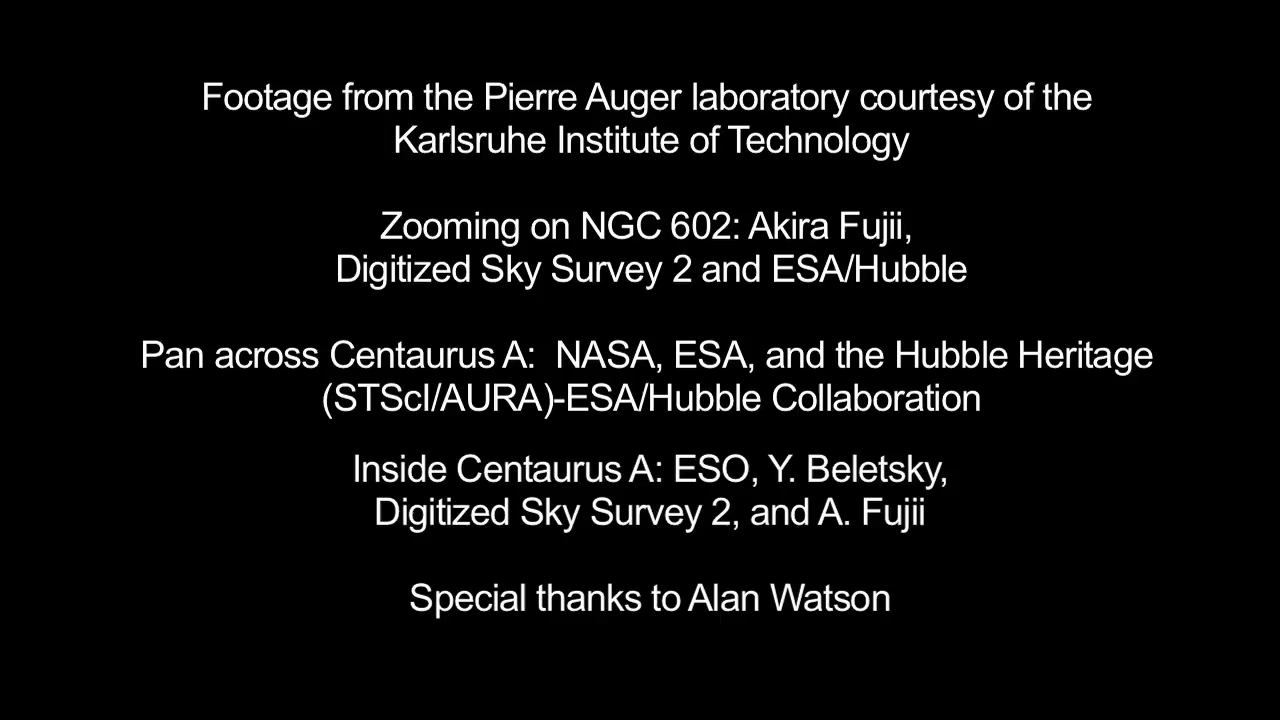 Footage from the Pierre Auger laboratory courtesy of the
Karlsruhe Institute of Technology
Zooming on NGC 602: Akira Fujii,
Digitized Sky Survey 2 and ESA/Hubble
Pan across Centaurus A:  NASA, ESA, and the Hubble Heritage
(STScI/AURA)-ESA/Hubble Collaboration
Inside Centaurus A: ESO, Y. Beletsky,
Digitized Sky Survey 2, and A. Fujii
Special thanks to Alan Watson